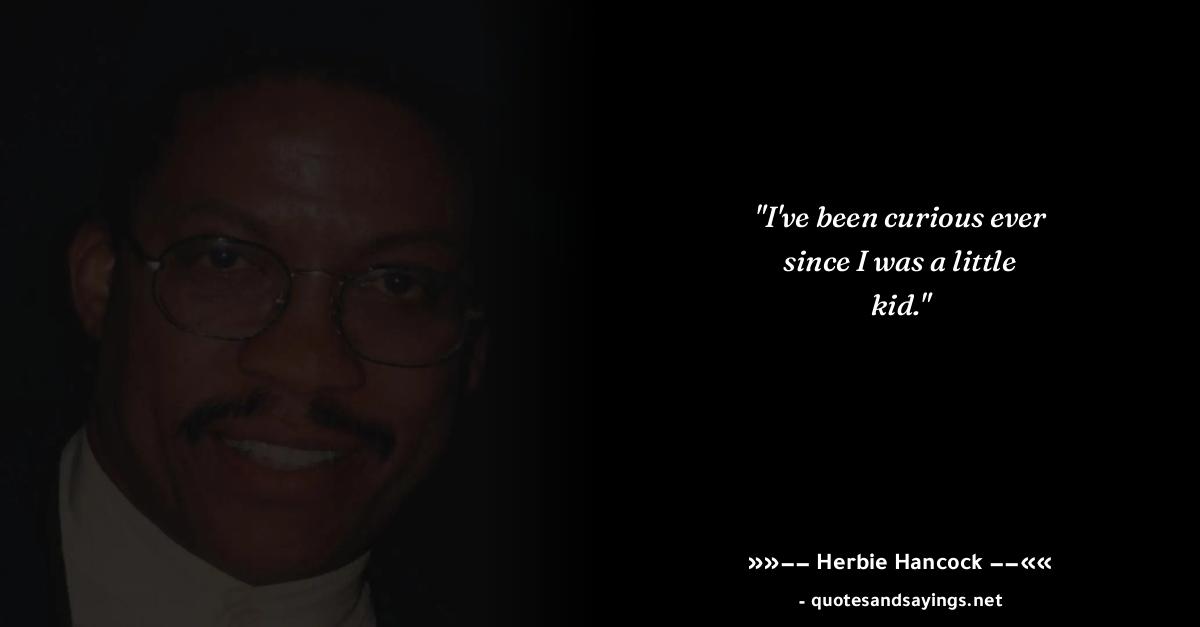 "I've been curious ever
since I was a little
kid."
»»–– Herbie Hancock ––««
- quotesandsayings.net